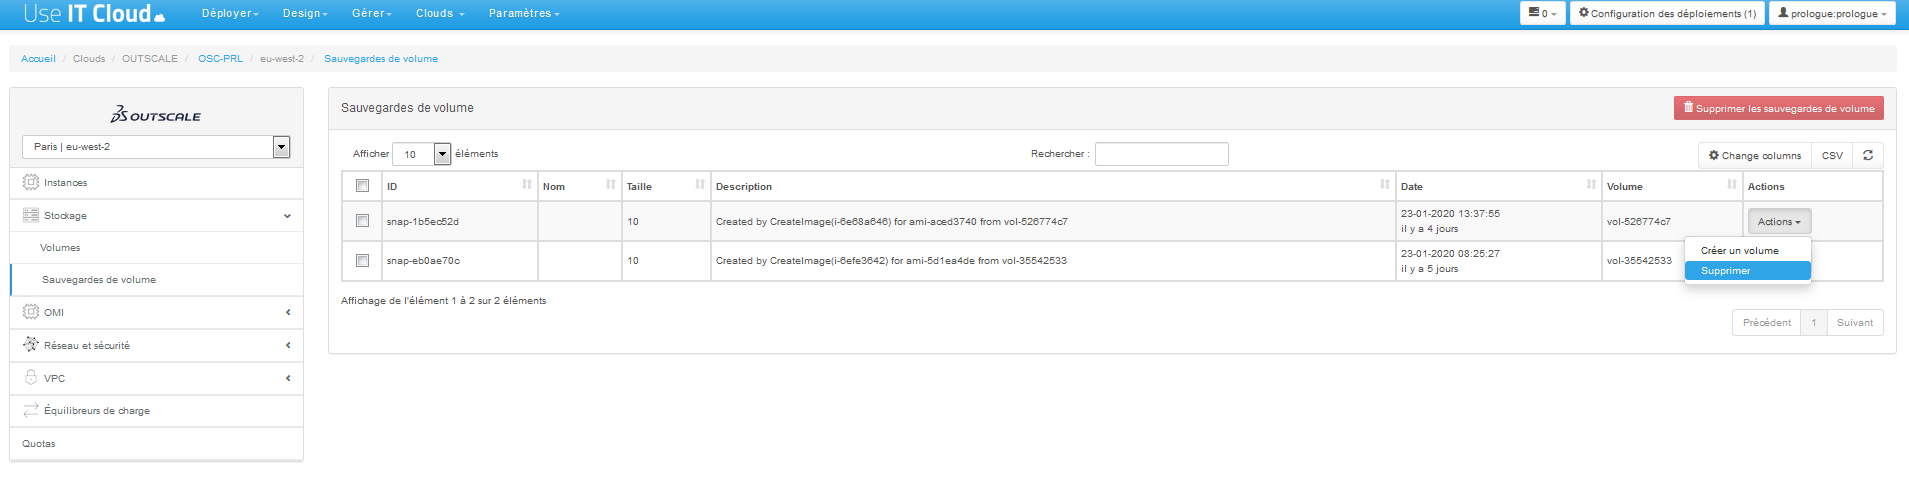 Use IT Cloud
Déployer
Design
Gérer
Clouds
Paramètres
0
Configuration des déploiements (1)
prologue:prologue
Accueil / Clouds / OUTSCALE / OSC-PRL / eu-west-2 / Sauvegardes de volume
OUTSCALE
Paris | eu-west-2
Instances
Stockage
Volumes
Sauvegardes de volume
OMI
Réseau et sécurité
VPC
Équilibreurs de charge
Quotas
Sauvegardes de volume
Supprimer les sauvegardes de volume
Afficher 10 éléments
Rechercher :
Change columns
CSV
ID Nom Taille Description Date Volume Actions
snap-1b5ec52d 10 Created by CreateImage(i-6e68a646) for ami-aced3740 from vol-526774c7 23-01-2020 13:37:55 vol-526774c7 Actions
il y a 4 jours
snap-eb0ae70c 10 Created by CreateImage(i-6efe3642) for ami-5d1ea4de from vol-35542533 23-01-2020 08:25:27 vol-35542533
il y a 5 jours
Créer un volume
Supprimer
Affichage de l'élément 1 à 2 sur 2 éléments
Précédent 1 Suivant